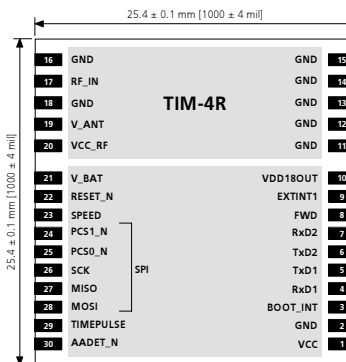 25.4 ± 0.1 mm [1000 ± 4 mil]
25.4 ± 0.1 mm [1000 ± 4 mil]
TIM-4R
16 GND GND 15
17 RF_IN GND 14
18 GND GND 13
19 V_ANT GND 12
20 VCC_RF GND 11
21 V_BAT VDD18OUT 10
22 RESET_N EXTINT1 9
23 SPEED FWD 8
24 PCS1_N RxD2 7
25 PCS0_N TxD2 6
26 SCK SPI TxD1 5
27 MISO RxD1 4
28 MOSI BOOT_INT 3
29 TIMEPULSE GND 2
30 AADET_N VCC 1